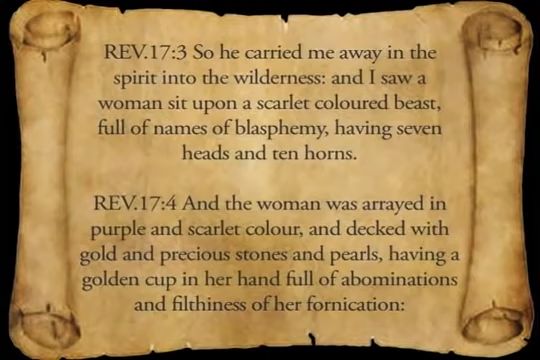 REV.17:3 So he carried me away in the
spirit into the wilderness: and I saw a
woman sit upon a scarlet coloured beast,
full of names of blasphemy, having seven
heads and ten horns.
REV.17:4 And the woman was arrayed in
purple and scarlet colour, and decked with
gold and precious stones and pearls, having a
golden cup in her hand full of abominations
and filthiness of her fornication: